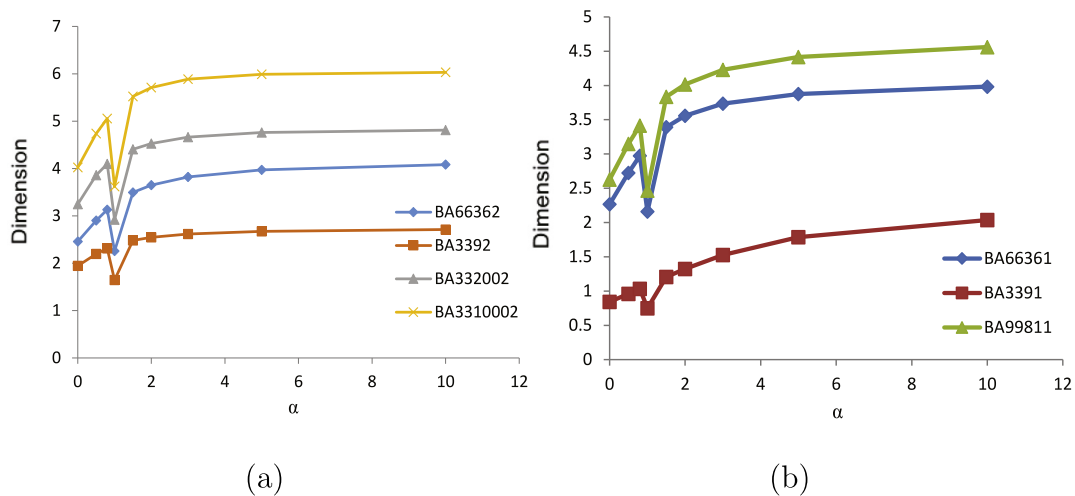 7
6
5
4
3
2
1
0
Dimension
0 2 4 6 8 10 12
α
BA66362
BA3392
BA332002
BA3310002
(a)
5
4.5
4
3.5
3
2.5
2
1.5
1
0.5
0
Dimension
0 2 4 6 8 10 12
α
BA66361
BA3391
BA99811
(b)